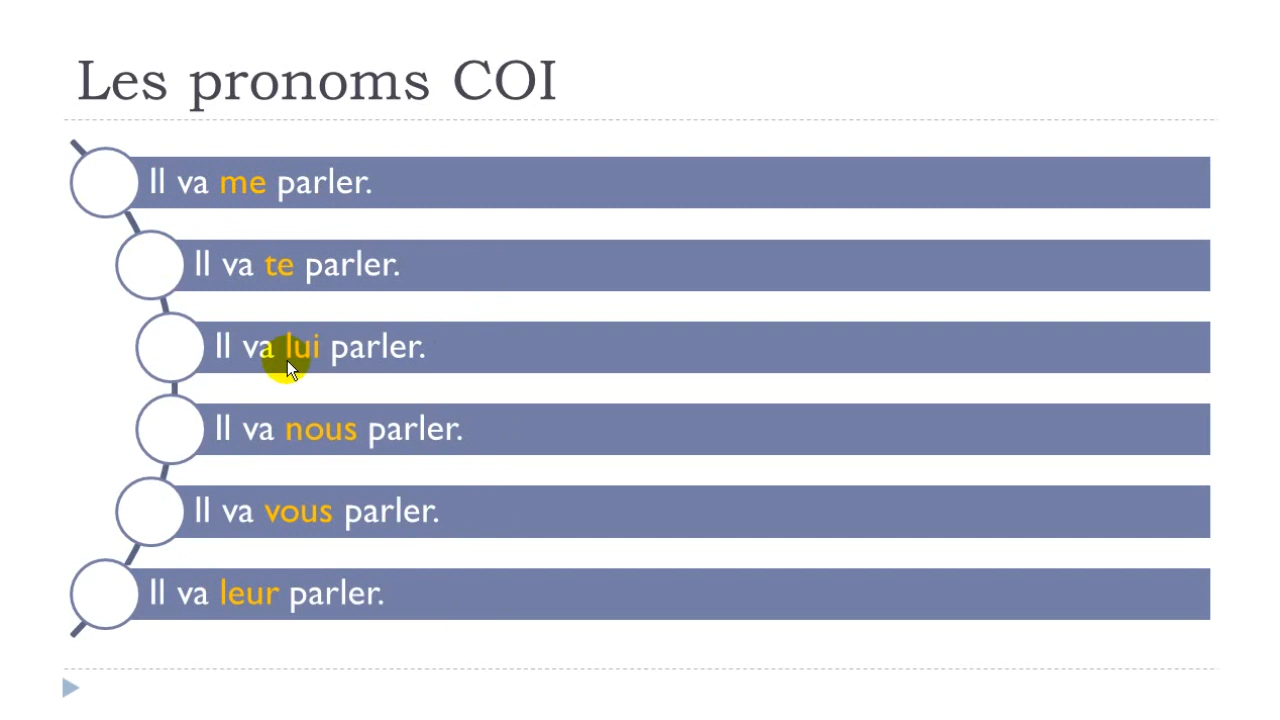 Les pronoms COI
Il va me parler.
Il va te parler.
Il va lui parler.
Il va nous parler.
Il va vous parler.
Il va leur parler.